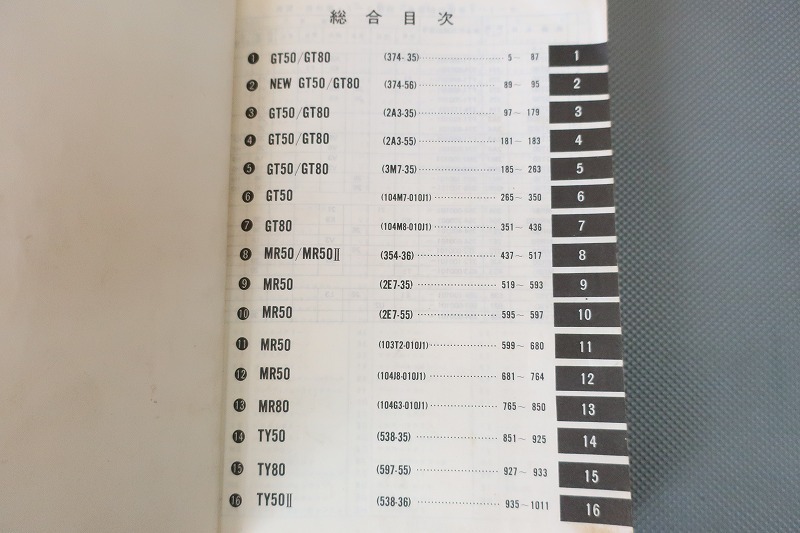 総合目次
❶ GT50/GT80 (374-35)…………………… 5 ~ 87 1
❷ NEW GT50/GT80 (374-56)…………………… 89 ~ 95 2
❸ GT50/GT80 (2A3-35)…………………… 97 ~ 179 3
❹ GT50/GT80 (2A3-55)…………………… 181 ~ 183 4
❺ GT50/GT80 (3M7-35)…………………… 185 ~ 263 5
❻ GT50 (104M7-010J1)…………………… 265 ~ 350 6
❼ GT80 (104M8-010J1)…………………… 351 ~ 436 7
❽ MR50/MR50Ⅱ (354-36)…………………… 437 ~ 517 8
❾ MR50 (2E7-35)…………………… 519 ~ 593 9
❿ MR50 (2E7-55)…………………… 595 ~ 597 10
⓫ MR50 (103T2-010J1)…………………… 599 ~ 680 11
⓬ MR50 (104J8-010J1)…………………… 681 ~ 764 12
⓭ MR80 (104G3-010J1)…………………… 765 ~ 850 13
⓮ TY50 (538-35)…………………… 851 ~ 925 14
⓯ TY80 (597-55)…………………… 927 ~ 933 15
⓰ TY50Ⅱ (538-36)…………………… 935 ~ 1011 16